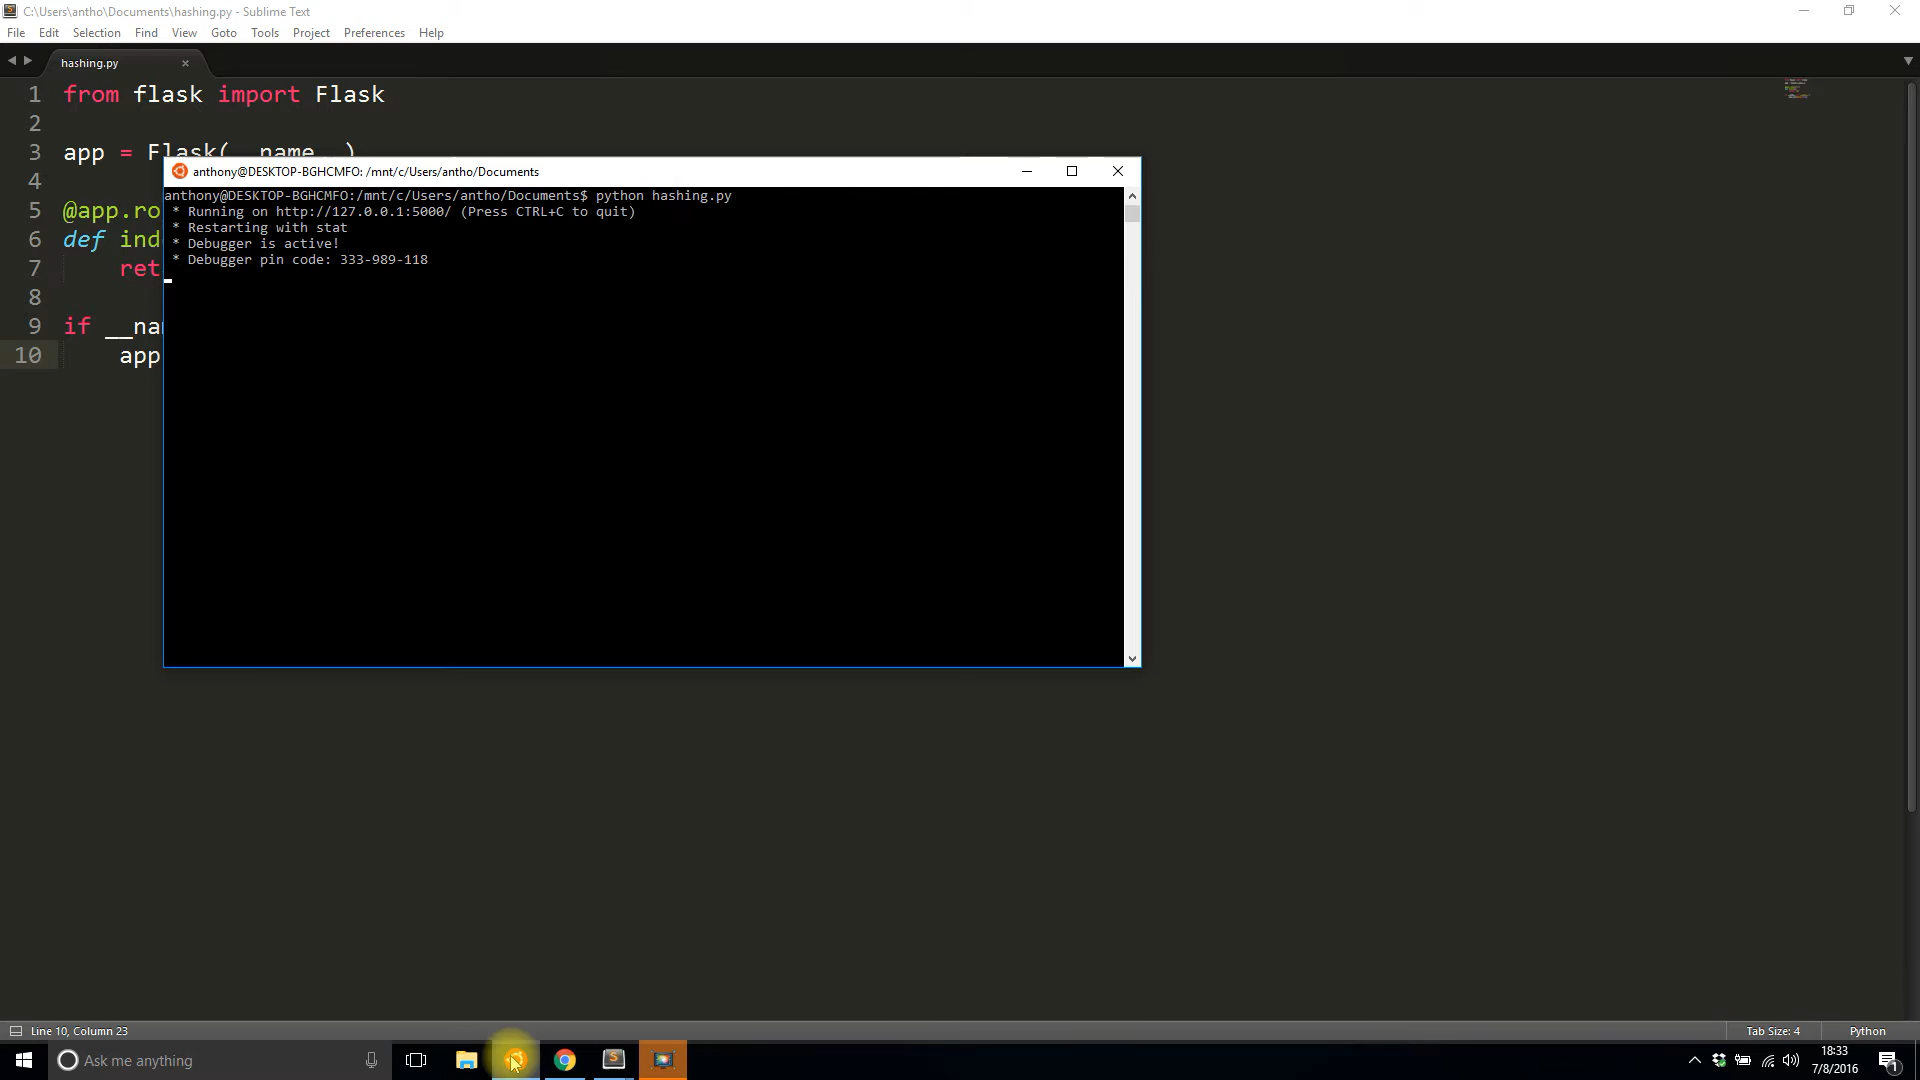 C:\Users\antho\Documents\hashing.py - Sublime Text
File Edit Selection Find View Goto Tools Project Preferences Help
hashing.py
1 from flask import Flask
2
3 app = Flask(__name__)
4
5 @app.ro
6 def ind
7 ret
8
9 if __na
10 app
anthony@DESKTOP-BGHCMFO: /mnt/c/Users/antho/Documents
anthony@DESKTOP-BGHCMFO:/mnt/c/Users/antho/Documents$ python hashing.py
* Running on http://127.0.0.1:5000/ (Press CTRL+C to quit)
* Restarting with stat
* Debugger is active!
* Debugger pin code: 333-989-118
Line 10, Column 23
Tab Size: 4 Python
Ask me anything
18:33
7/8/2016
1